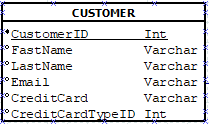 CUSTOMER
CustomerID Int
FastName Varchar
LastName Varchar
Email Varchar
CreditCard Varchar
CreditCardTypeID Int